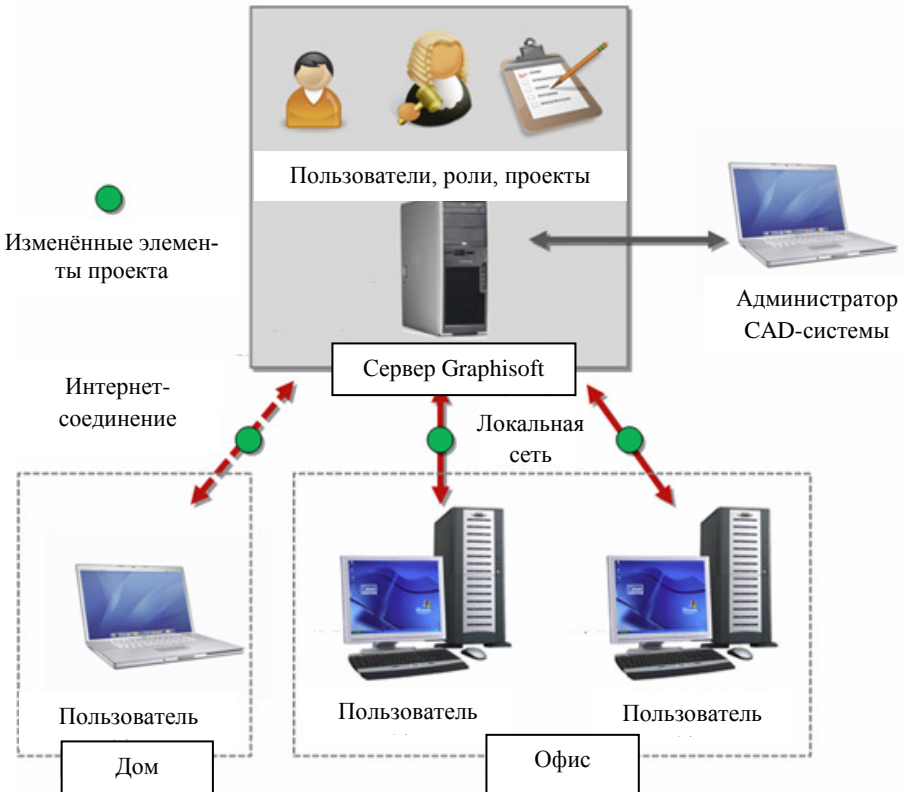 Пользователи, роли, проекты
Изменённые элемен-
ты проекта
Администратор
CAD-системы
Сервер Graphisoft
Интернет-
соединение
Локальная
сеть
Пользователь
Пользователь
Пользователь
Дом
Офис